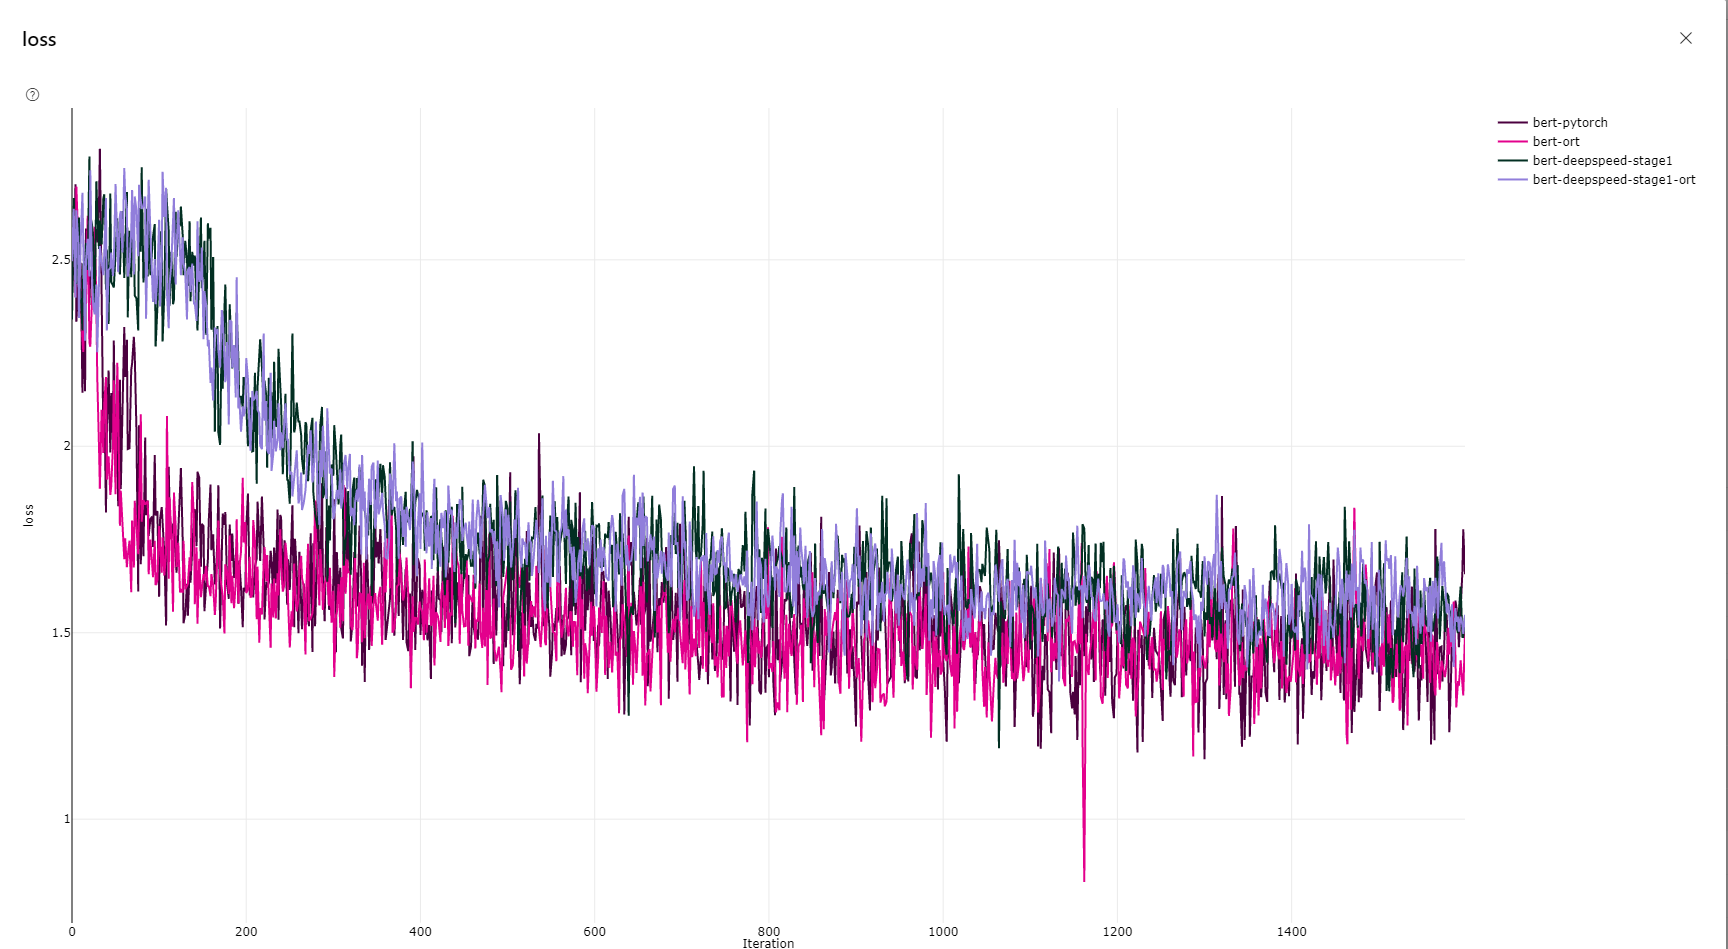 loss
?
bert-pytorch
bert-ort
bert-deepspeed-stage1
bert-deepspeed-stage1-ort
2.5
2
1.5
1
loss
0 200 400 600 800 1000 1200 1400
Iteration